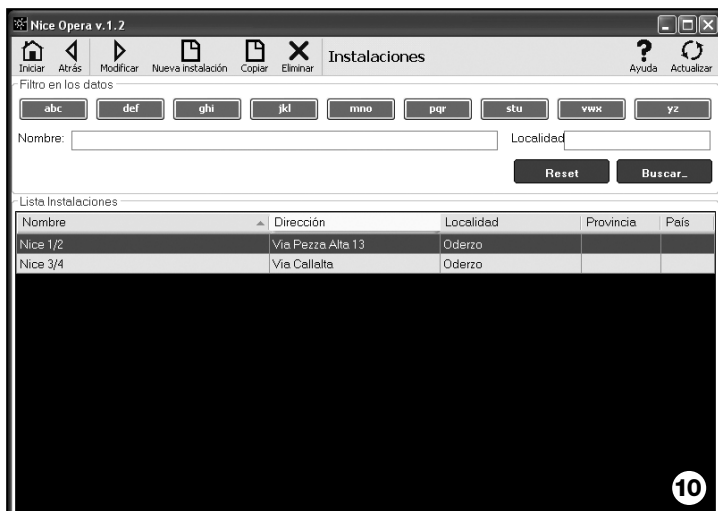 Nice Opera v.1.2
Iniciar Atrás Modificar Nueva instalación Copiar Eliminar Instalaciones Ayuda Actualizar
Filtro en los datos
abc def ghi jkl mno pqr stu vwx yz
Nombre: Localidad
Reset Buscar...
Lista Instalaciones
Nombre Dirección Localidad Provincia País
Nice 1/2 Via Pezza Alta 13 Oderzo
Nice 3/4 Via Callalta Oderzo
10